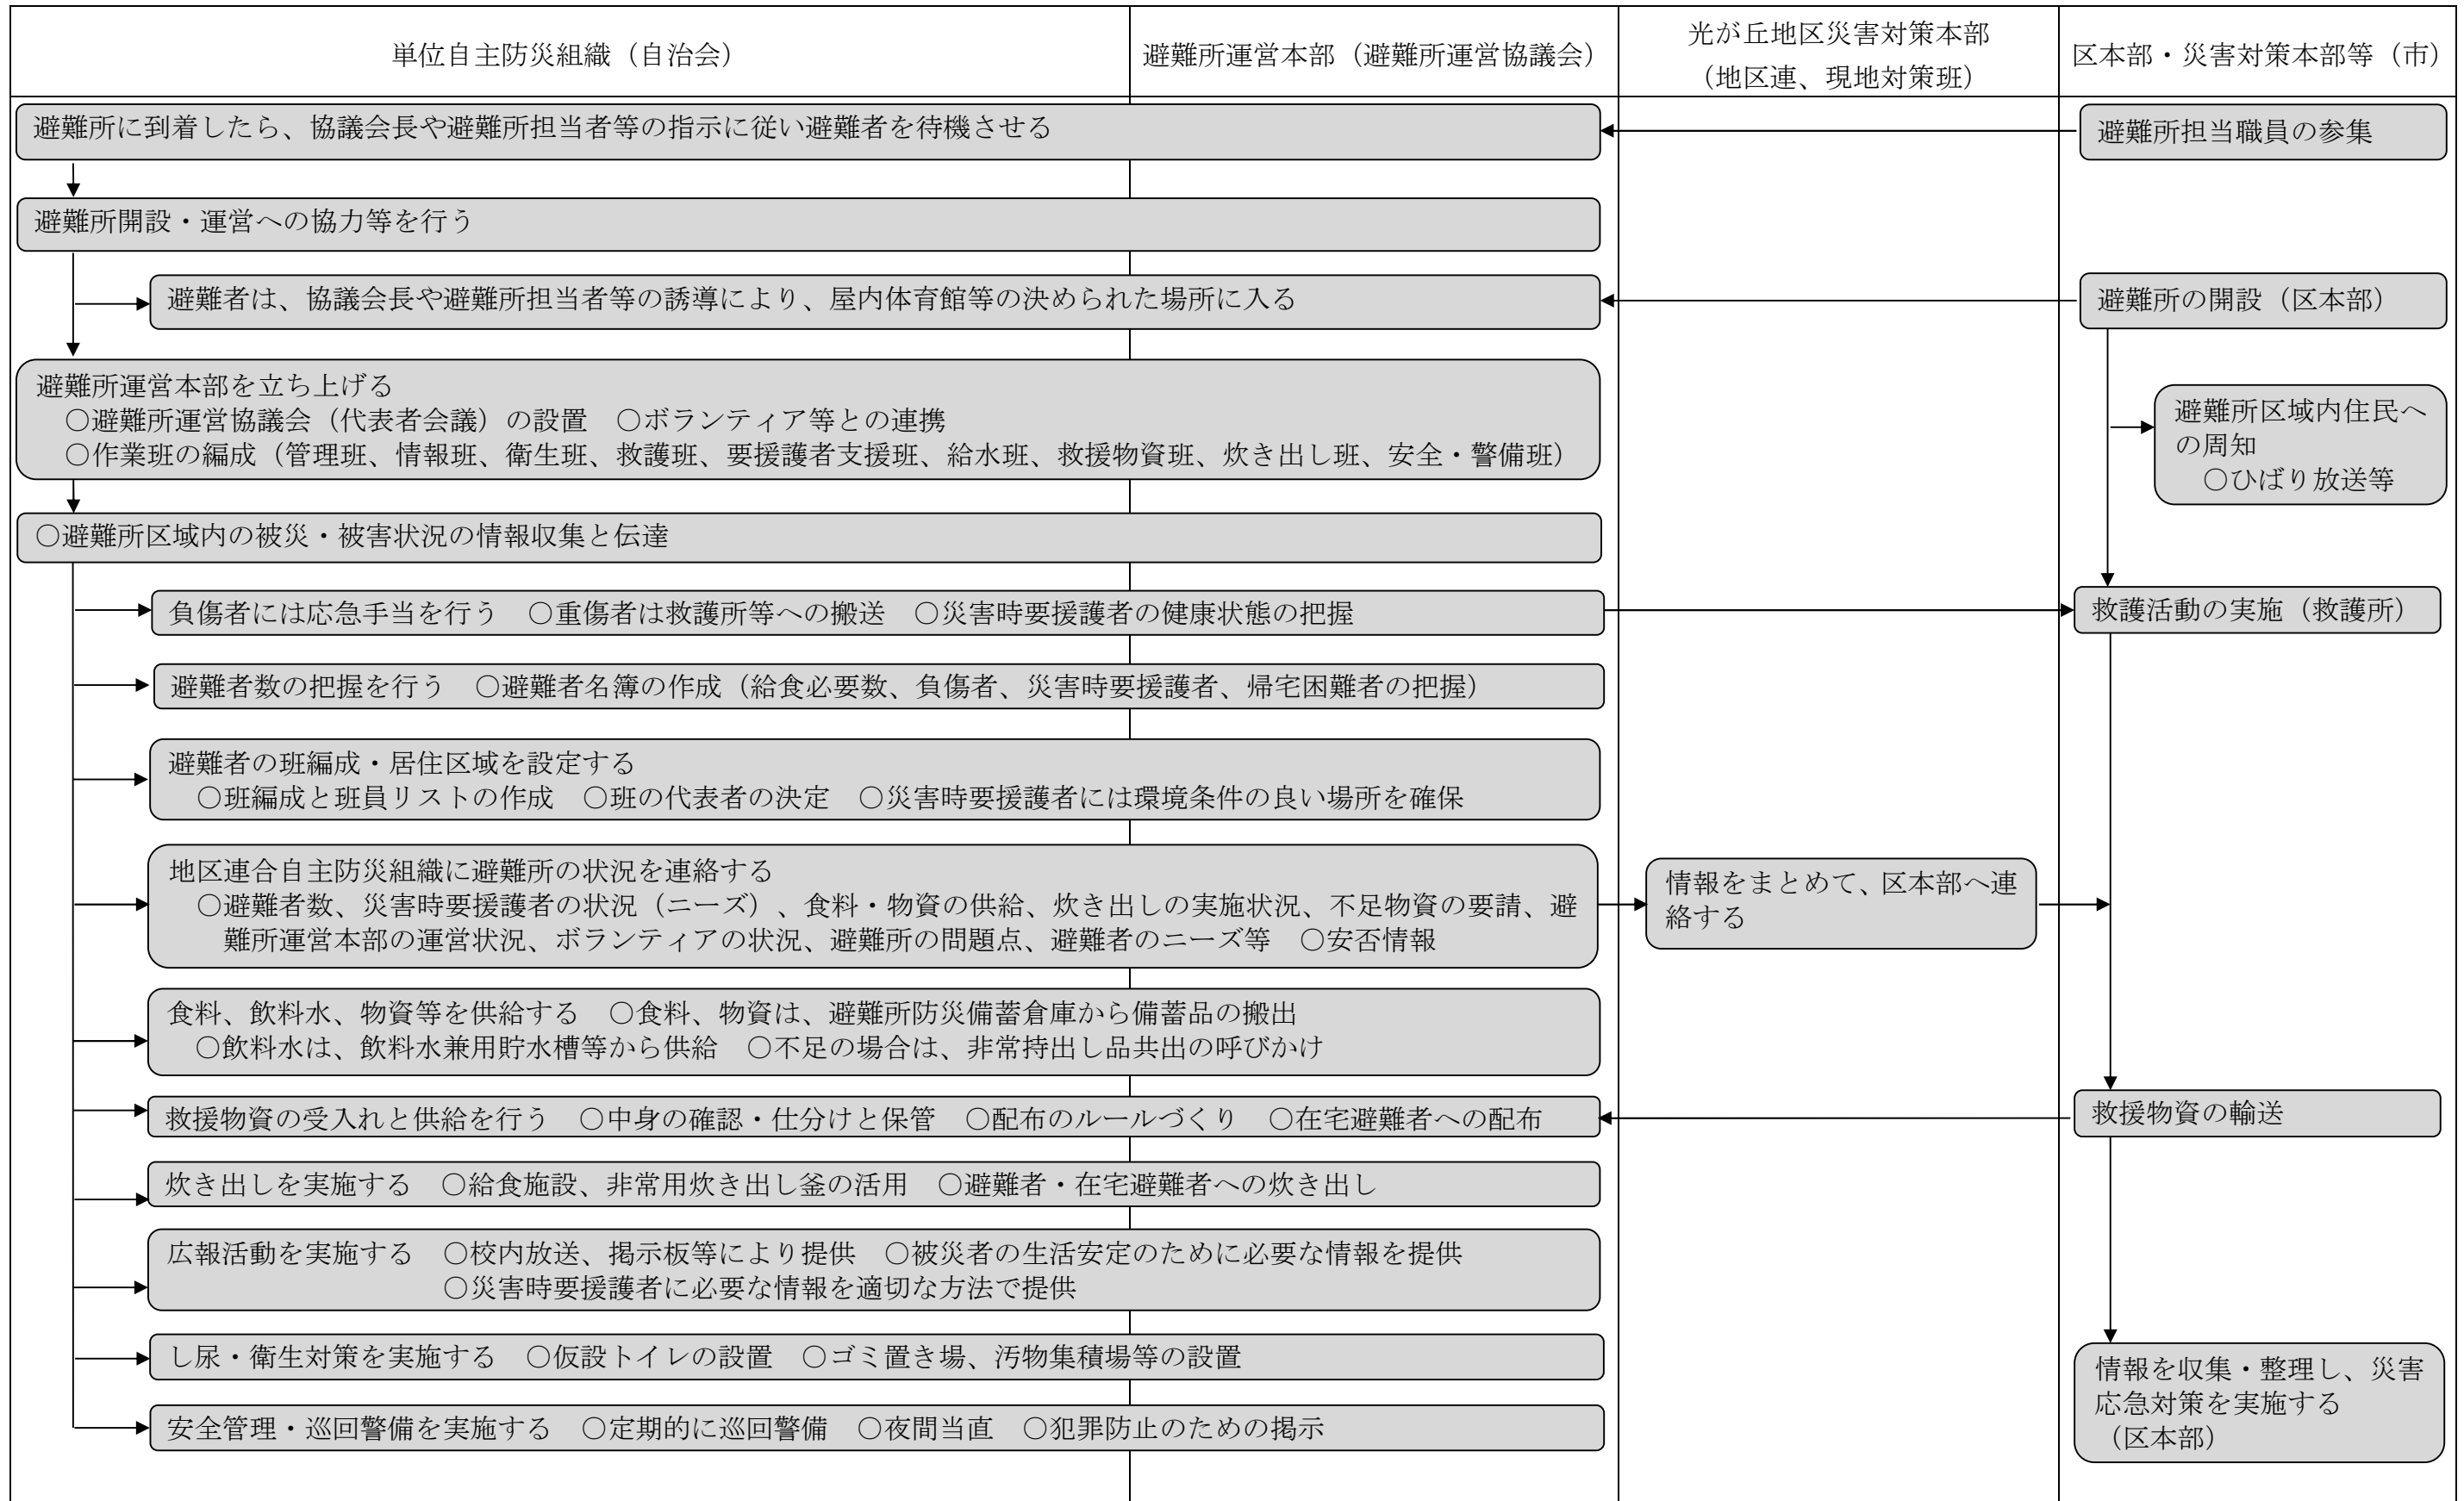 単位自主防災組織（自治会）
避難所運営本部（避難所運営協議会）
光が丘地区災害対策本部
（地区連、現地対策班）
区本部・災害対策本部等（市）
避難所に到着したら、協議会長や避難所担当者等の指示に従い避難者を待機させる
避難所担当職員の参集
避難所開設・運営への協力等を行う
避難者は、協議会長や避難所担当者等の誘導により、屋内体育館等の決められた場所に入る
避難所の開設（区本部）
避難所運営本部を立ち上げる
○避難所運営協議会（代表者会議）の設置　○ボランティア等との連携
○作業班の編成（管理班、情報班、衛生班、救護班、要援護者支援班、給水班、救援物資班、炊き出し班、安全・警備班）
避難所区域内住民へ
の周知
○ひばり放送等
○避難所区域内の被災・被害状況の情報収集と伝達
負傷者には応急手当を行う　○重傷者は救護所等への搬送　○災害時要援護者の健康状態の把握
救護活動の実施（救護所）
避難者数の把握を行う　○避難者名簿の作成（給食必要数、負傷者、災害時要援護者、帰宅困難者の把握）
避難者の班編成・居住区域を設定する
○班編成と班員リストの作成　○班の代表者の決定　○災害時要援護者には環境条件の良い場所を確保
地区連合自主防災組織に避難所の状況を連絡する
○避難者数、災害時要援護者の状況（ニーズ）、食料・物資の供給、炊き出しの実施状況、不足物資の要請、避
難所運営本部の運営状況、ボランティアの状況、避難所の問題点、避難者のニーズ等　○安否情報
情報をまとめて、区本部へ連
絡する
食料、飲料水、物資等を供給する　○食料、物資は、避難所防災備蓄倉庫から備蓄品の搬出
○飲料水は、飲料水兼用貯水槽等から供給　○不足の場合は、非常持出し品共出の呼びかけ
救援物資の受入れと供給を行う　○中身の確認・仕分けと保管　○配布のルールづくり　○在宅避難者への配布
救援物資の輸送
炊き出しを実施する　○給食施設、非常用炊き出し釜の活用　○避難者・在宅避難者への炊き出し
広報活動を実施する　○校内放送、掲示板等により提供　○被災者の生活安定のために必要な情報を提供
○災害時要援護者に必要な情報を適切な方法で提供
し尿・衛生対策を実施する　○仮設トイレの設置　○ゴミ置き場、汚物集積場等の設置
情報を収集・整理し、災害
応急対策を実施する
（区本部）
安全管理・巡回警備を実施する　○定期的に巡回警備　○夜間当直　○犯罪防止のための掲示